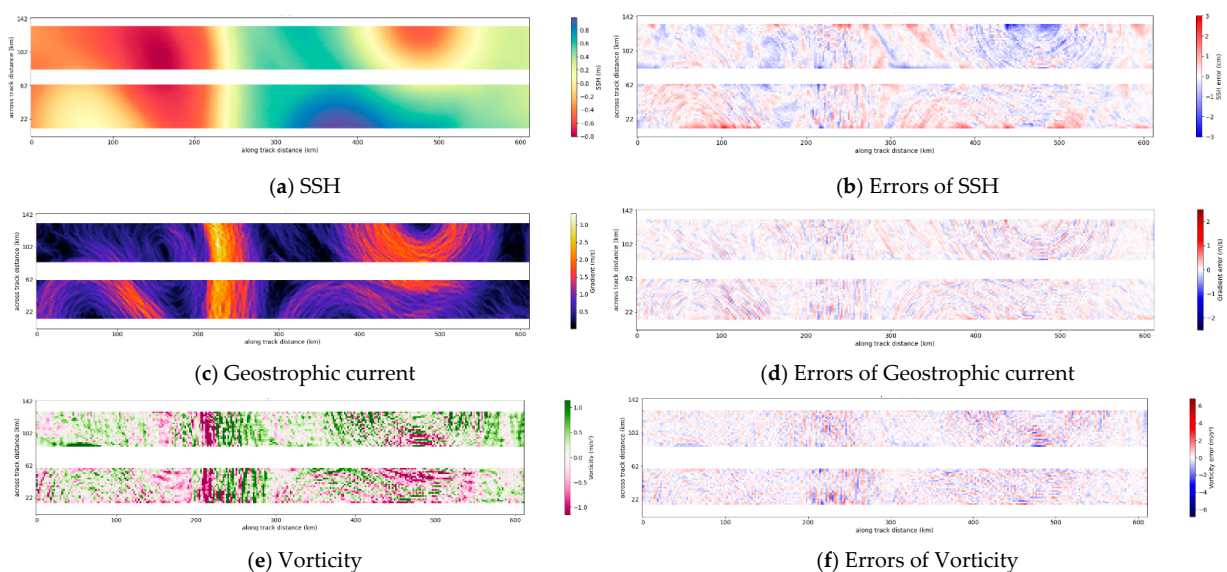 142
102
62
22
across track distance (km)
0 100 200 300 400 500 600
along track distance (km)
0.8
0.6
0.4
0.2
0.0
-0.2
-0.4
-0.6
-0.8
SSH (m)
(a) SSH
142
102
62
22
across track distance (km)
0 100 200 300 400 500 600
along track distance (km)
3
2
1
0
-1
-2
-3
SSH error (cm)
(b) Errors of SSH
142
102
62
22
across track distance (km)
0 100 200 300 400 500 600
along track distance (km)
3.0
2.5
2.0
1.5
1.0
0.5
Gradient (m/s)
(c) Geostrophic current
142
102
62
22
across track distance (km)
0 100 200 300 400 500 600
along track distance (km)
2
1
0
-1
-2
Gradient error (m/s)
(d) Errors of Geostrophic current
142
102
62
22
across track distance (km)
0 100 200 300 400 500 600
along track distance (km)
1.0
0.5
0.0
-0.5
-1.0
(e) Vorticity
142
102
62
22
across track distance (km)
0 100 200 300 400 500 600
along track distance (km)
6
4
2
0
-2
-4
-6
(f) Errors of Vorticity